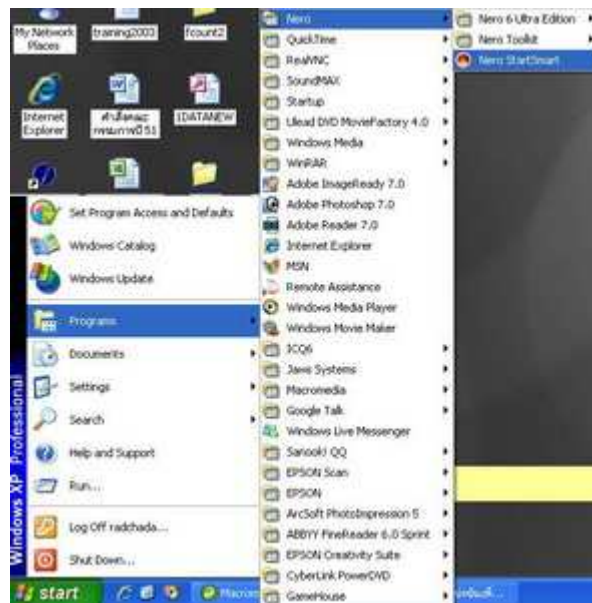 My Network
Places
training2003
fcount2
Internet
Explorer
1DATANEW
Set Program Access and Defaults
Windows Catalog
Windows Update
Programs
Documents
Settings
Search
Help and Support
Run...
Log Off radchada...
Shut Down...
Windows XP Professional
start
Nero
QuickTime
RealVNC
SoundMAX
Startup
Ulead DVD MovieFactory 4.0
Windows Media
WinRAR
Adobe ImageReady 7.0
Adobe Photoshop 7.0
Adobe Reader 7.0
Internet Explorer
MSN
Remote Assistance
Windows Media Player
Windows Movie Maker
ICQ6
Jaws Systems
Macromedia
Google Talk
Windows Live Messenger
Sanook! QQ
EPSON Scan
EPSON
ArcSoft PhotoImpression 5
ABBYY FineReader 6.0 Sprint
EPSON Creativity Suite
CyberLink PowerDVD
GameHouse
Nero 6 Ultra Edition
Nero Toolkit
Nero StartSmart